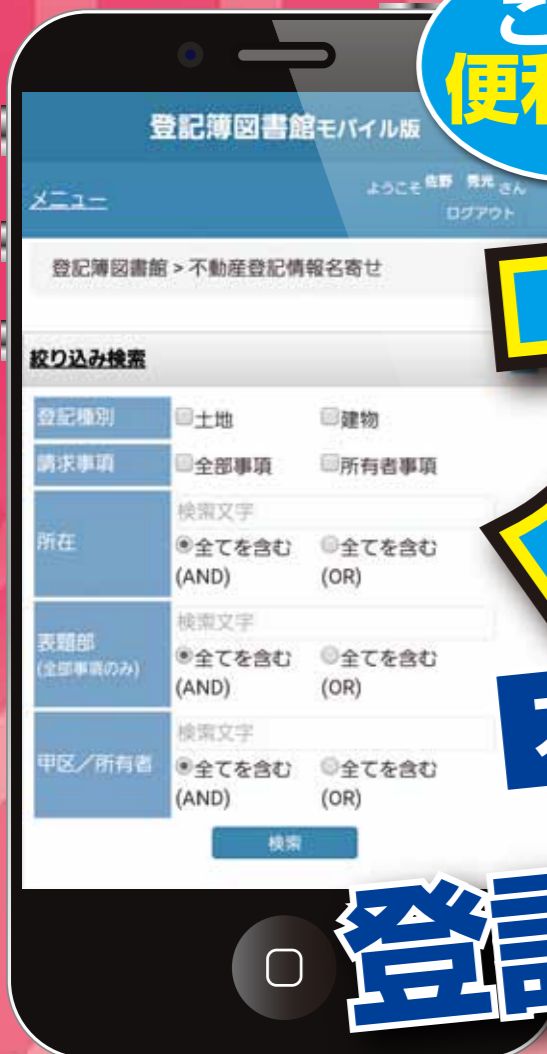 便利
登記簿図書館モバイル版
メニュー
ようこそ 佐野 秀光 さん
ログアウト
登記簿図書館 > 不動産登記情報名寄せ
絞り込み検索
登記種別 土地 建物
請求事項 全部事項 所有者事項
所在 検索文字
全てを含む(AND) 全てを含む(OR)
表題部(全部事項のみ) 検索文字
全てを含む(AND) 全てを含む(OR)
甲区/所有者 検索文字
全てを含む(AND) 全てを含む(OR)
検索
登記